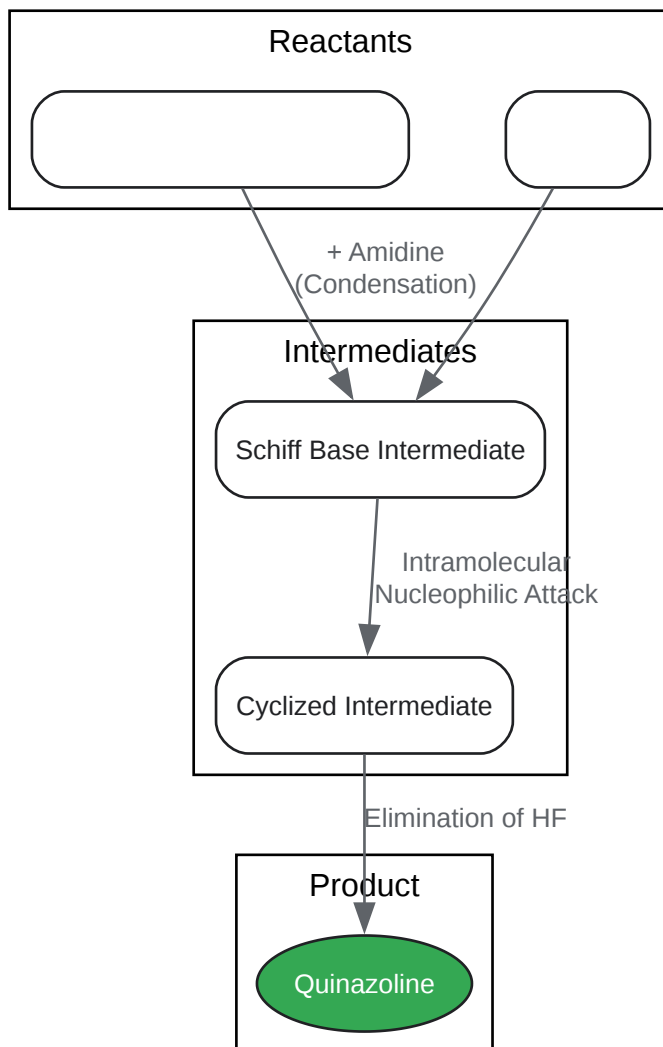 Reactants
+ Amidine
(Condensation)
Intermediates
Schiff Base Intermediate
Intramolecular
Nucleophilic Attack
Cyclized Intermediate
Elimination of HF
Product
Quinazoline